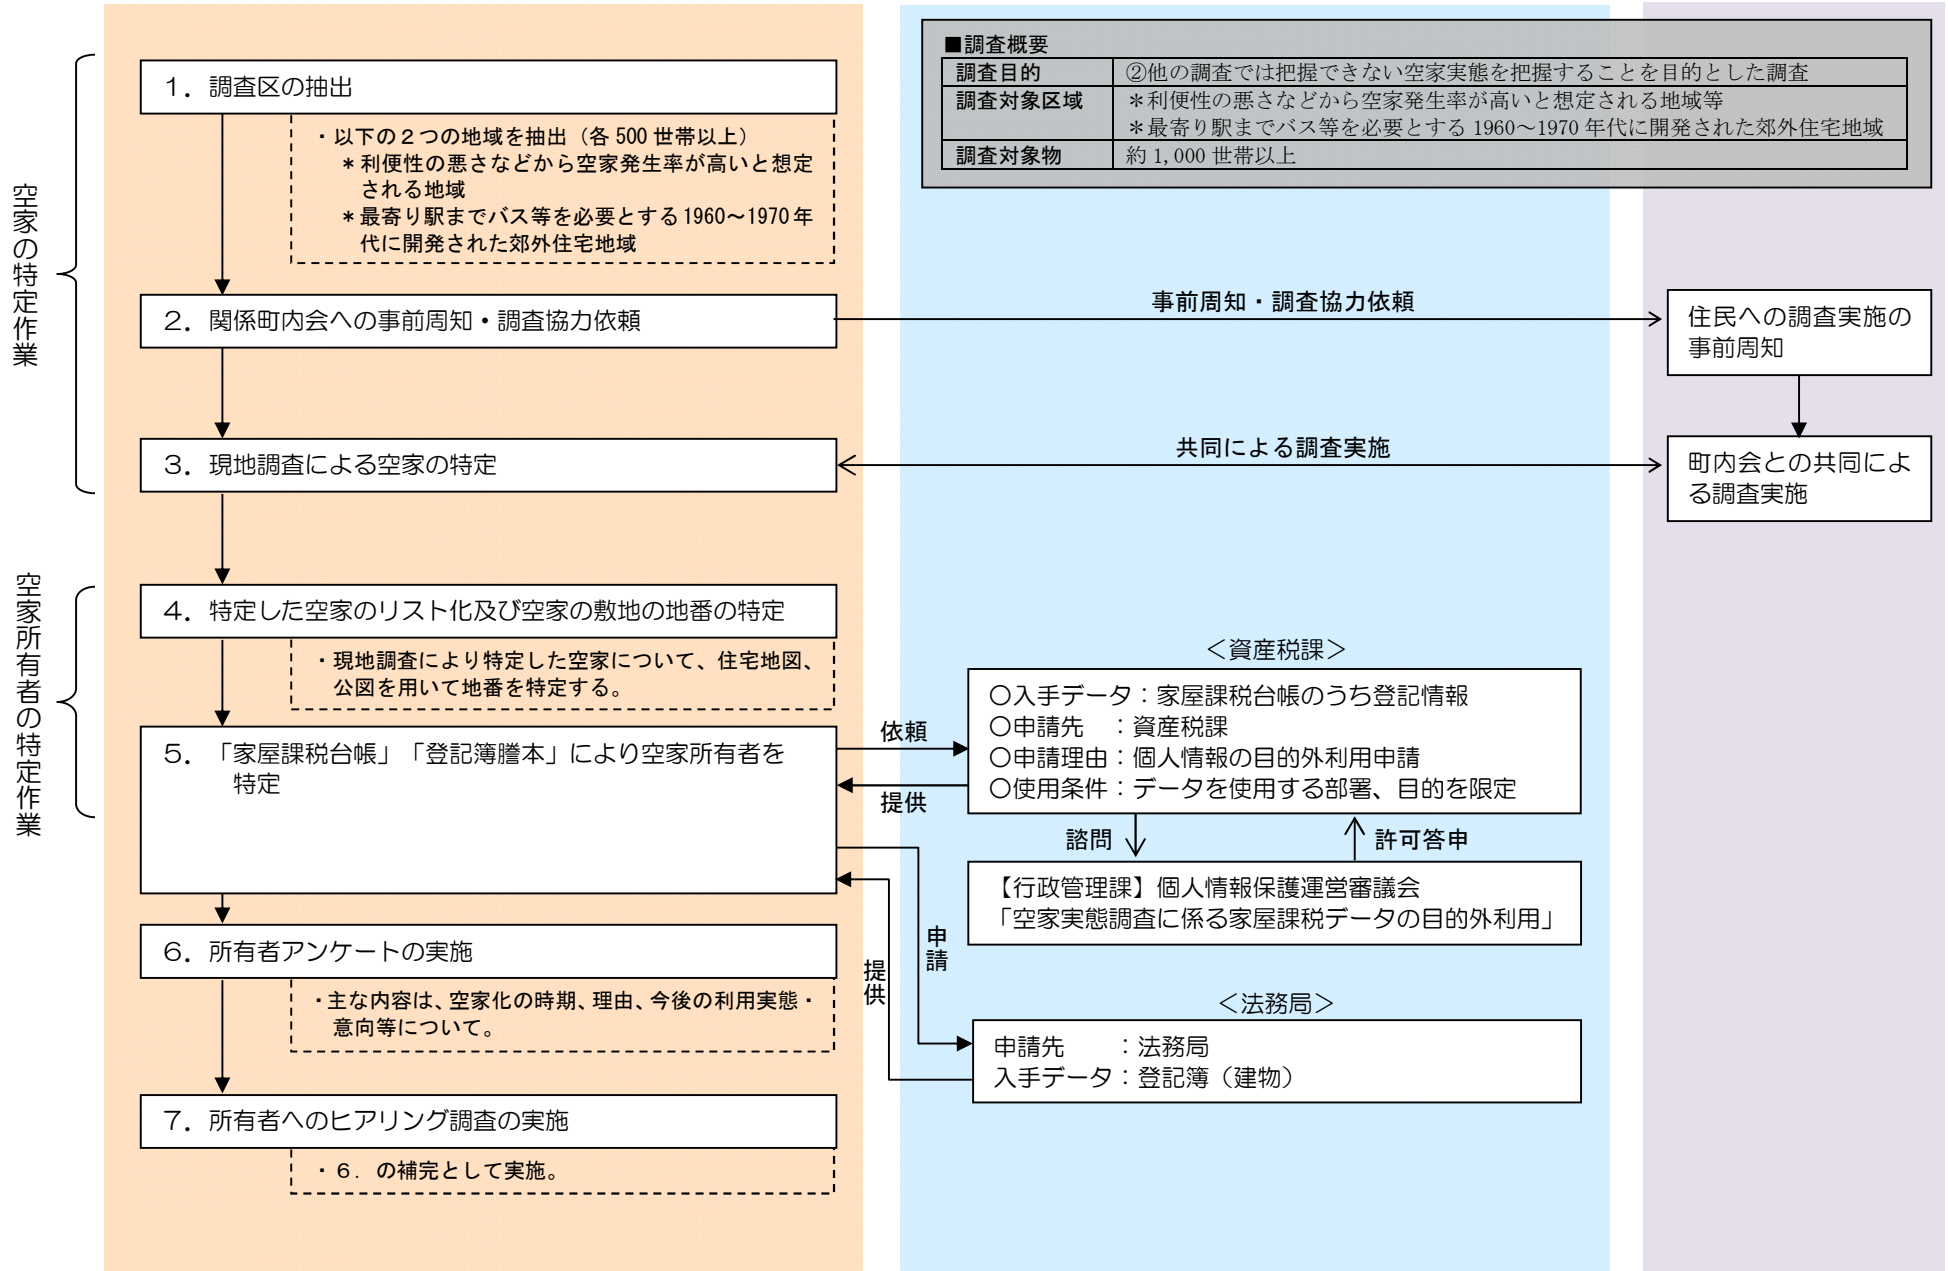 ■調査概要
調査目的 ②他の調査では把握できない空家実態を把握することを目的とした調査
調査対象区域 ＊利便性の悪さなどから空家発生率が高いと想定される地域等
＊最寄り駅までバス等を必要とする 1960～1970 年代に開発された郊外住宅地域
調査対象物 約 1,000 世帯以上
空家の特定作業
1．調査区の抽出
・以下の２つの地域を抽出（各 500 世帯以上）
＊利便性の悪さなどから空家発生率が高いと想定
される地域
＊最寄り駅までバス等を必要とする 1960～1970 年
代に開発された郊外住宅地域
2．関係町内会への事前周知・調査協力依頼
事前周知・調査協力依頼
住民への調査実施の
事前周知
3．現地調査による空家の特定
共同による調査実施
町内会との共同によ
る調査実施
空家所有者の特定作業
4．特定した空家のリスト化及び空家の敷地の地番の特定
・現地調査により特定した空家について、住宅地図、
公図を用いて地番を特定する。
5．「家屋課税台帳」「登記簿謄本」により空家所有者を
特定
依頼
提供
＜資産税課＞
○入手データ：家屋課税台帳のうち登記情報
○申請先　：資産税課
○申請理由：個人情報の目的外利用申請
○使用条件：データを使用する部署、目的を限定
諮問
許可答申
【行政管理課】個人情報保護運営審議会
「空家実態調査に係る家屋課税データの目的外利用」
申請
提供
＜法務局＞
申請先　　：法務局
入手データ：登記簿（建物）
6．所有者アンケートの実施
・主な内容は、空家化の時期、理由、今後の利用実態・
意向等について。
7．所有者へのヒアリング調査の実施
・６．の補完として実施。